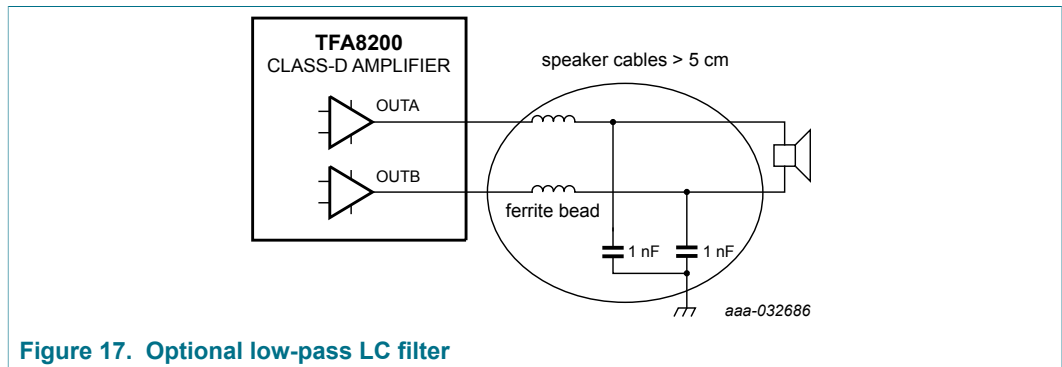 TFA8200
CLASS-D AMPLIFIER
speaker cables > 5 cm
OUTA
OUTB
ferrite bead
1 nF
1 nF
aaa-032686
Figure 17. Optional low-pass LC filter